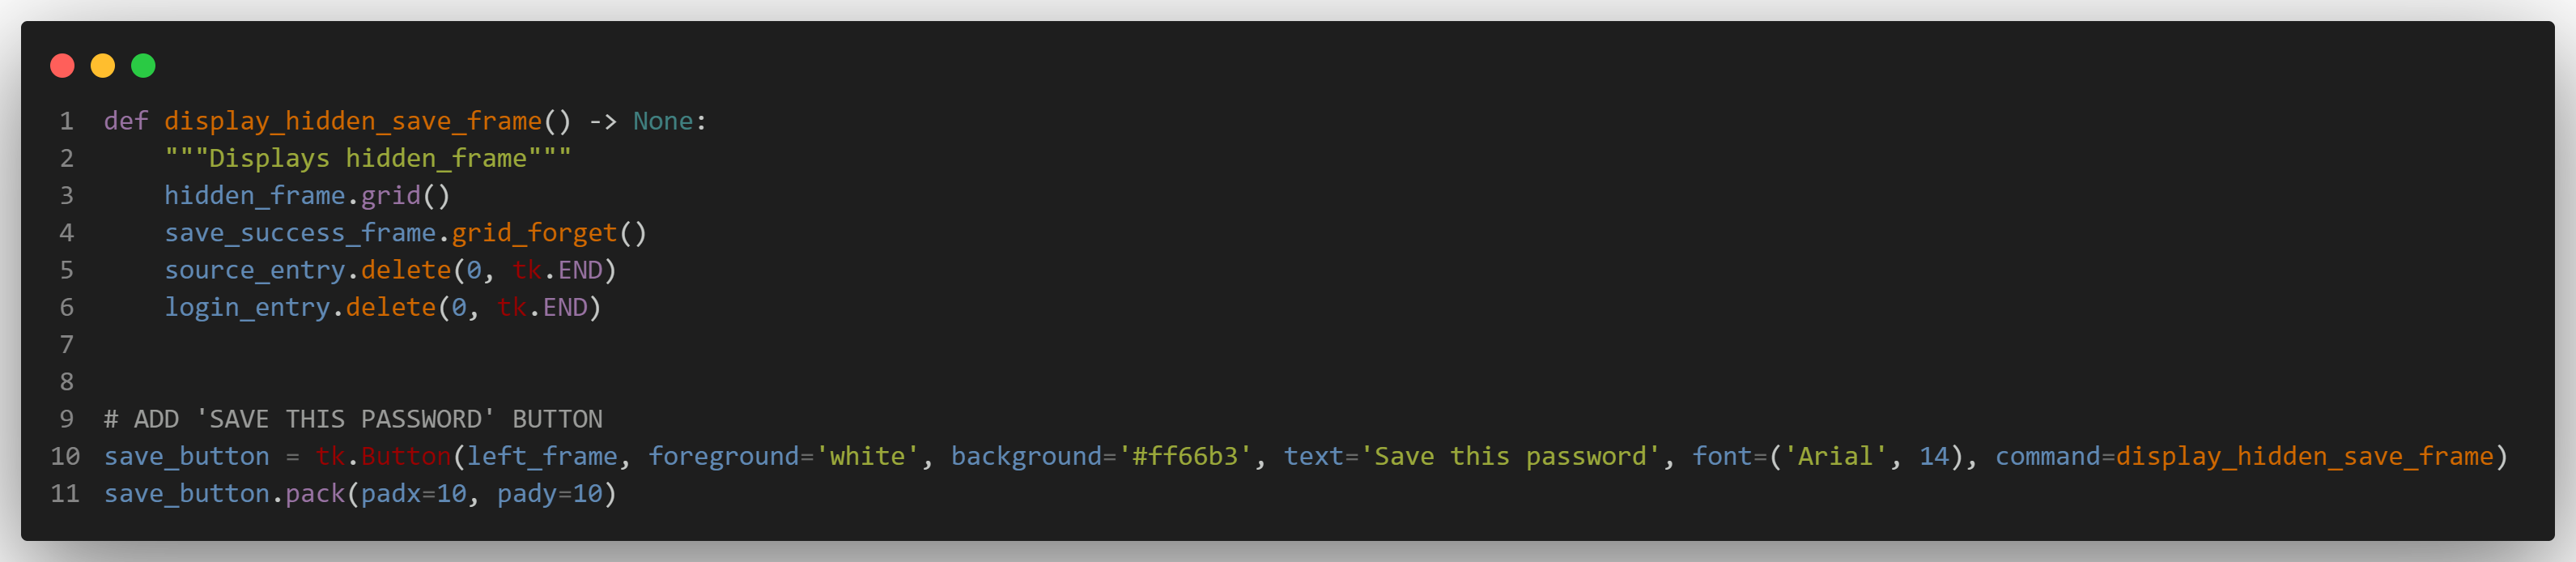 1 def display_hidden_save_frame() -> None:
2     """Displays hidden_frame"""
3     hidden_frame.grid()
4     save_success_frame.grid_forget()
5     source_entry.delete(0, tk.END)
6     login_entry.delete(0, tk.END)
7
8
9 # ADD 'SAVE THIS PASSWORD' BUTTON
10 save_button = tk.Button(left_frame, foreground='white', background='#ff66b3', text='Save this password', font=('Arial', 14), command=display_hidden_save_frame)
11 save_button.pack(padx=10, pady=10)